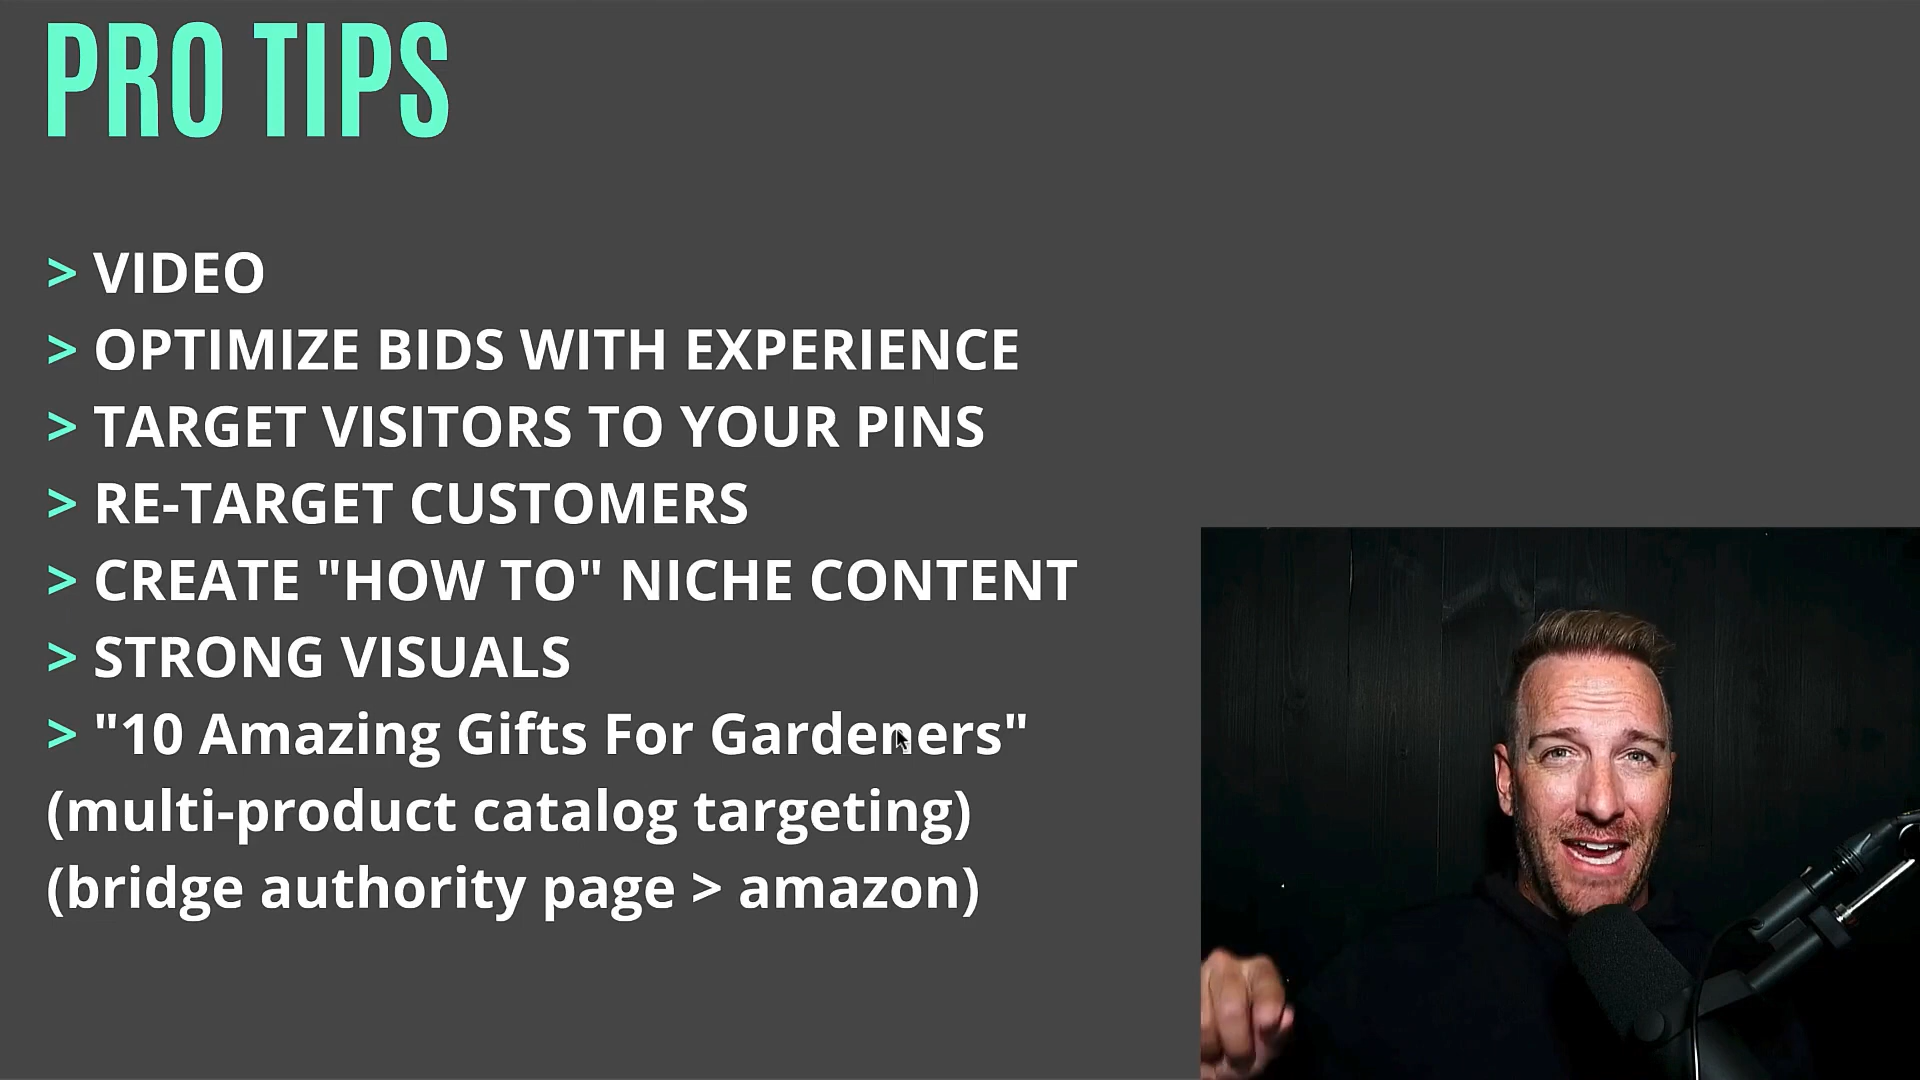 PRO TIPS
> VIDEO
> OPTIMIZE BIDS WITH EXPERIENCE
> TARGET VISITORS TO YOUR PINS
> RE-TARGET CUSTOMERS
> CREATE "HOW TO" NICHE CONTENT
> STRONG VISUALS
> "10 Amazing Gifts For Gardeners"
(multi-product catalog targeting)
(bridge authority page > amazon)